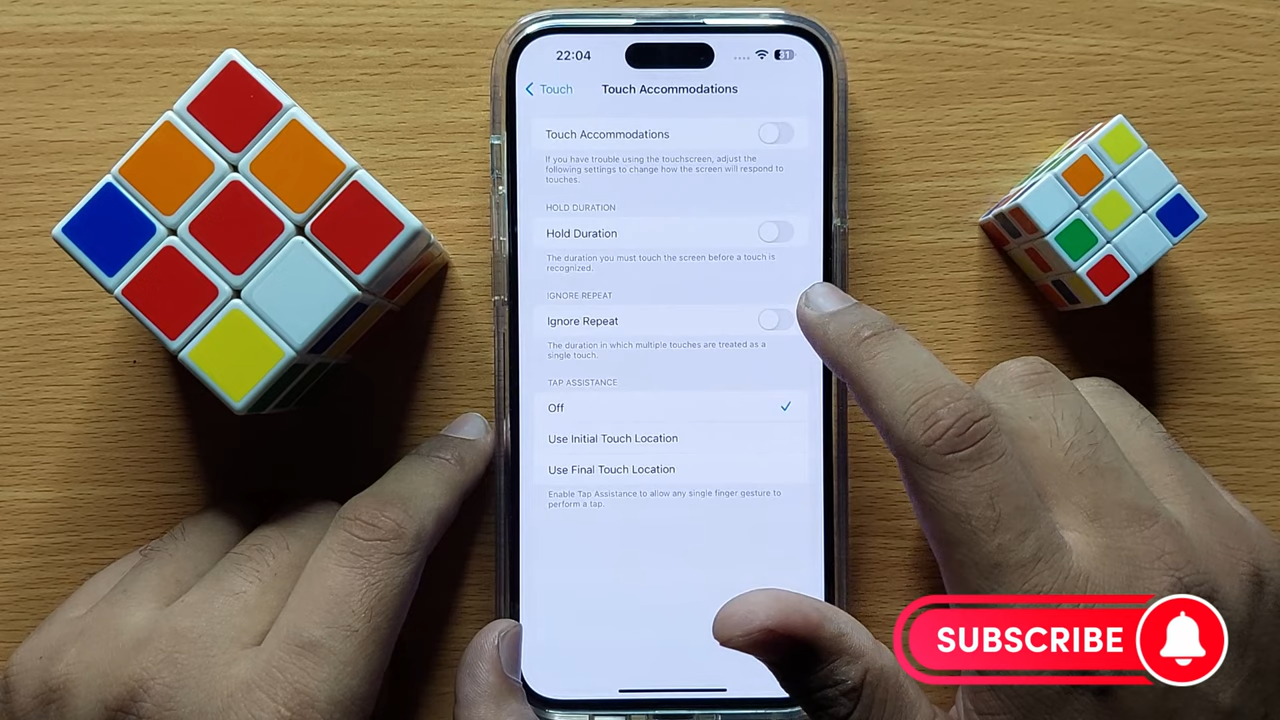 22:04
31
Touch
Touch Accommodations
Touch Accommodations
If you have trouble using the touchscreen, adjust the
following settings to change how the screen will respond to
touches.
HOLD DURATION
Hold Duration
The duration you must touch the screen before a touch is
recognized.
IGNORE REPEAT
Ignore Repeat
The duration in which multiple touches are treated as a
single touch.
TAP ASSISTANCE
Off
Use Initial Touch Location
Use Final Touch Location
Enable Tap Assistance to allow any single finger gesture to
perform a tap.
SUBSCRIBE